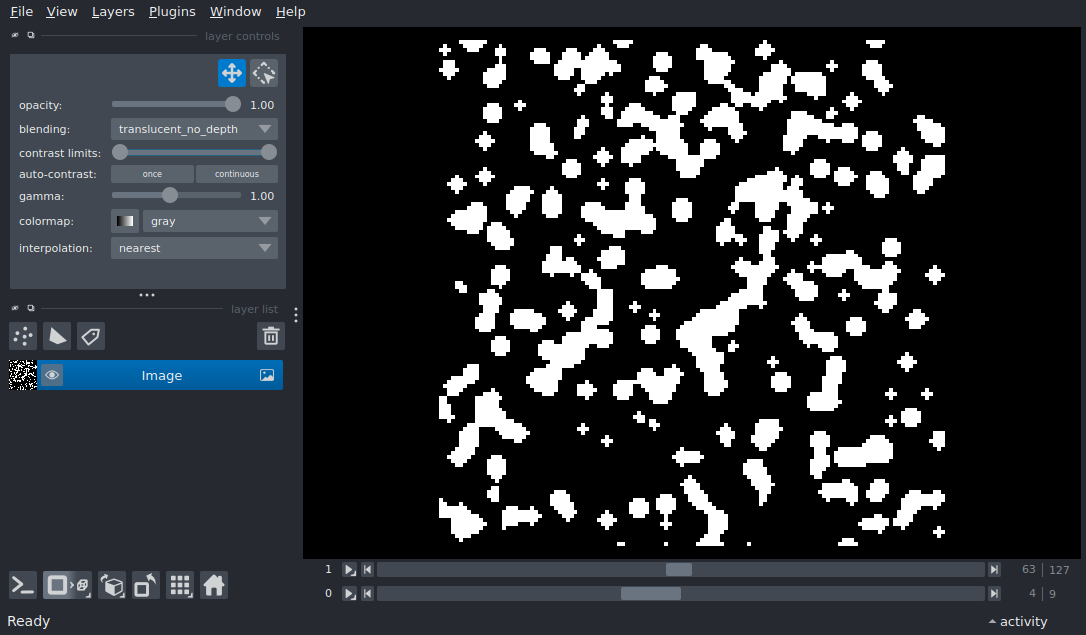 File View Layers Plugins Window Help
layer controls
opacity: 1.00
blending: translucent_no_depth
contrast limits:
auto-contrast: once continuous
gamma: 1.00
colormap: gray
interpolation: nearest
layer list
Image
1 63 127
0 4 9
Ready activity